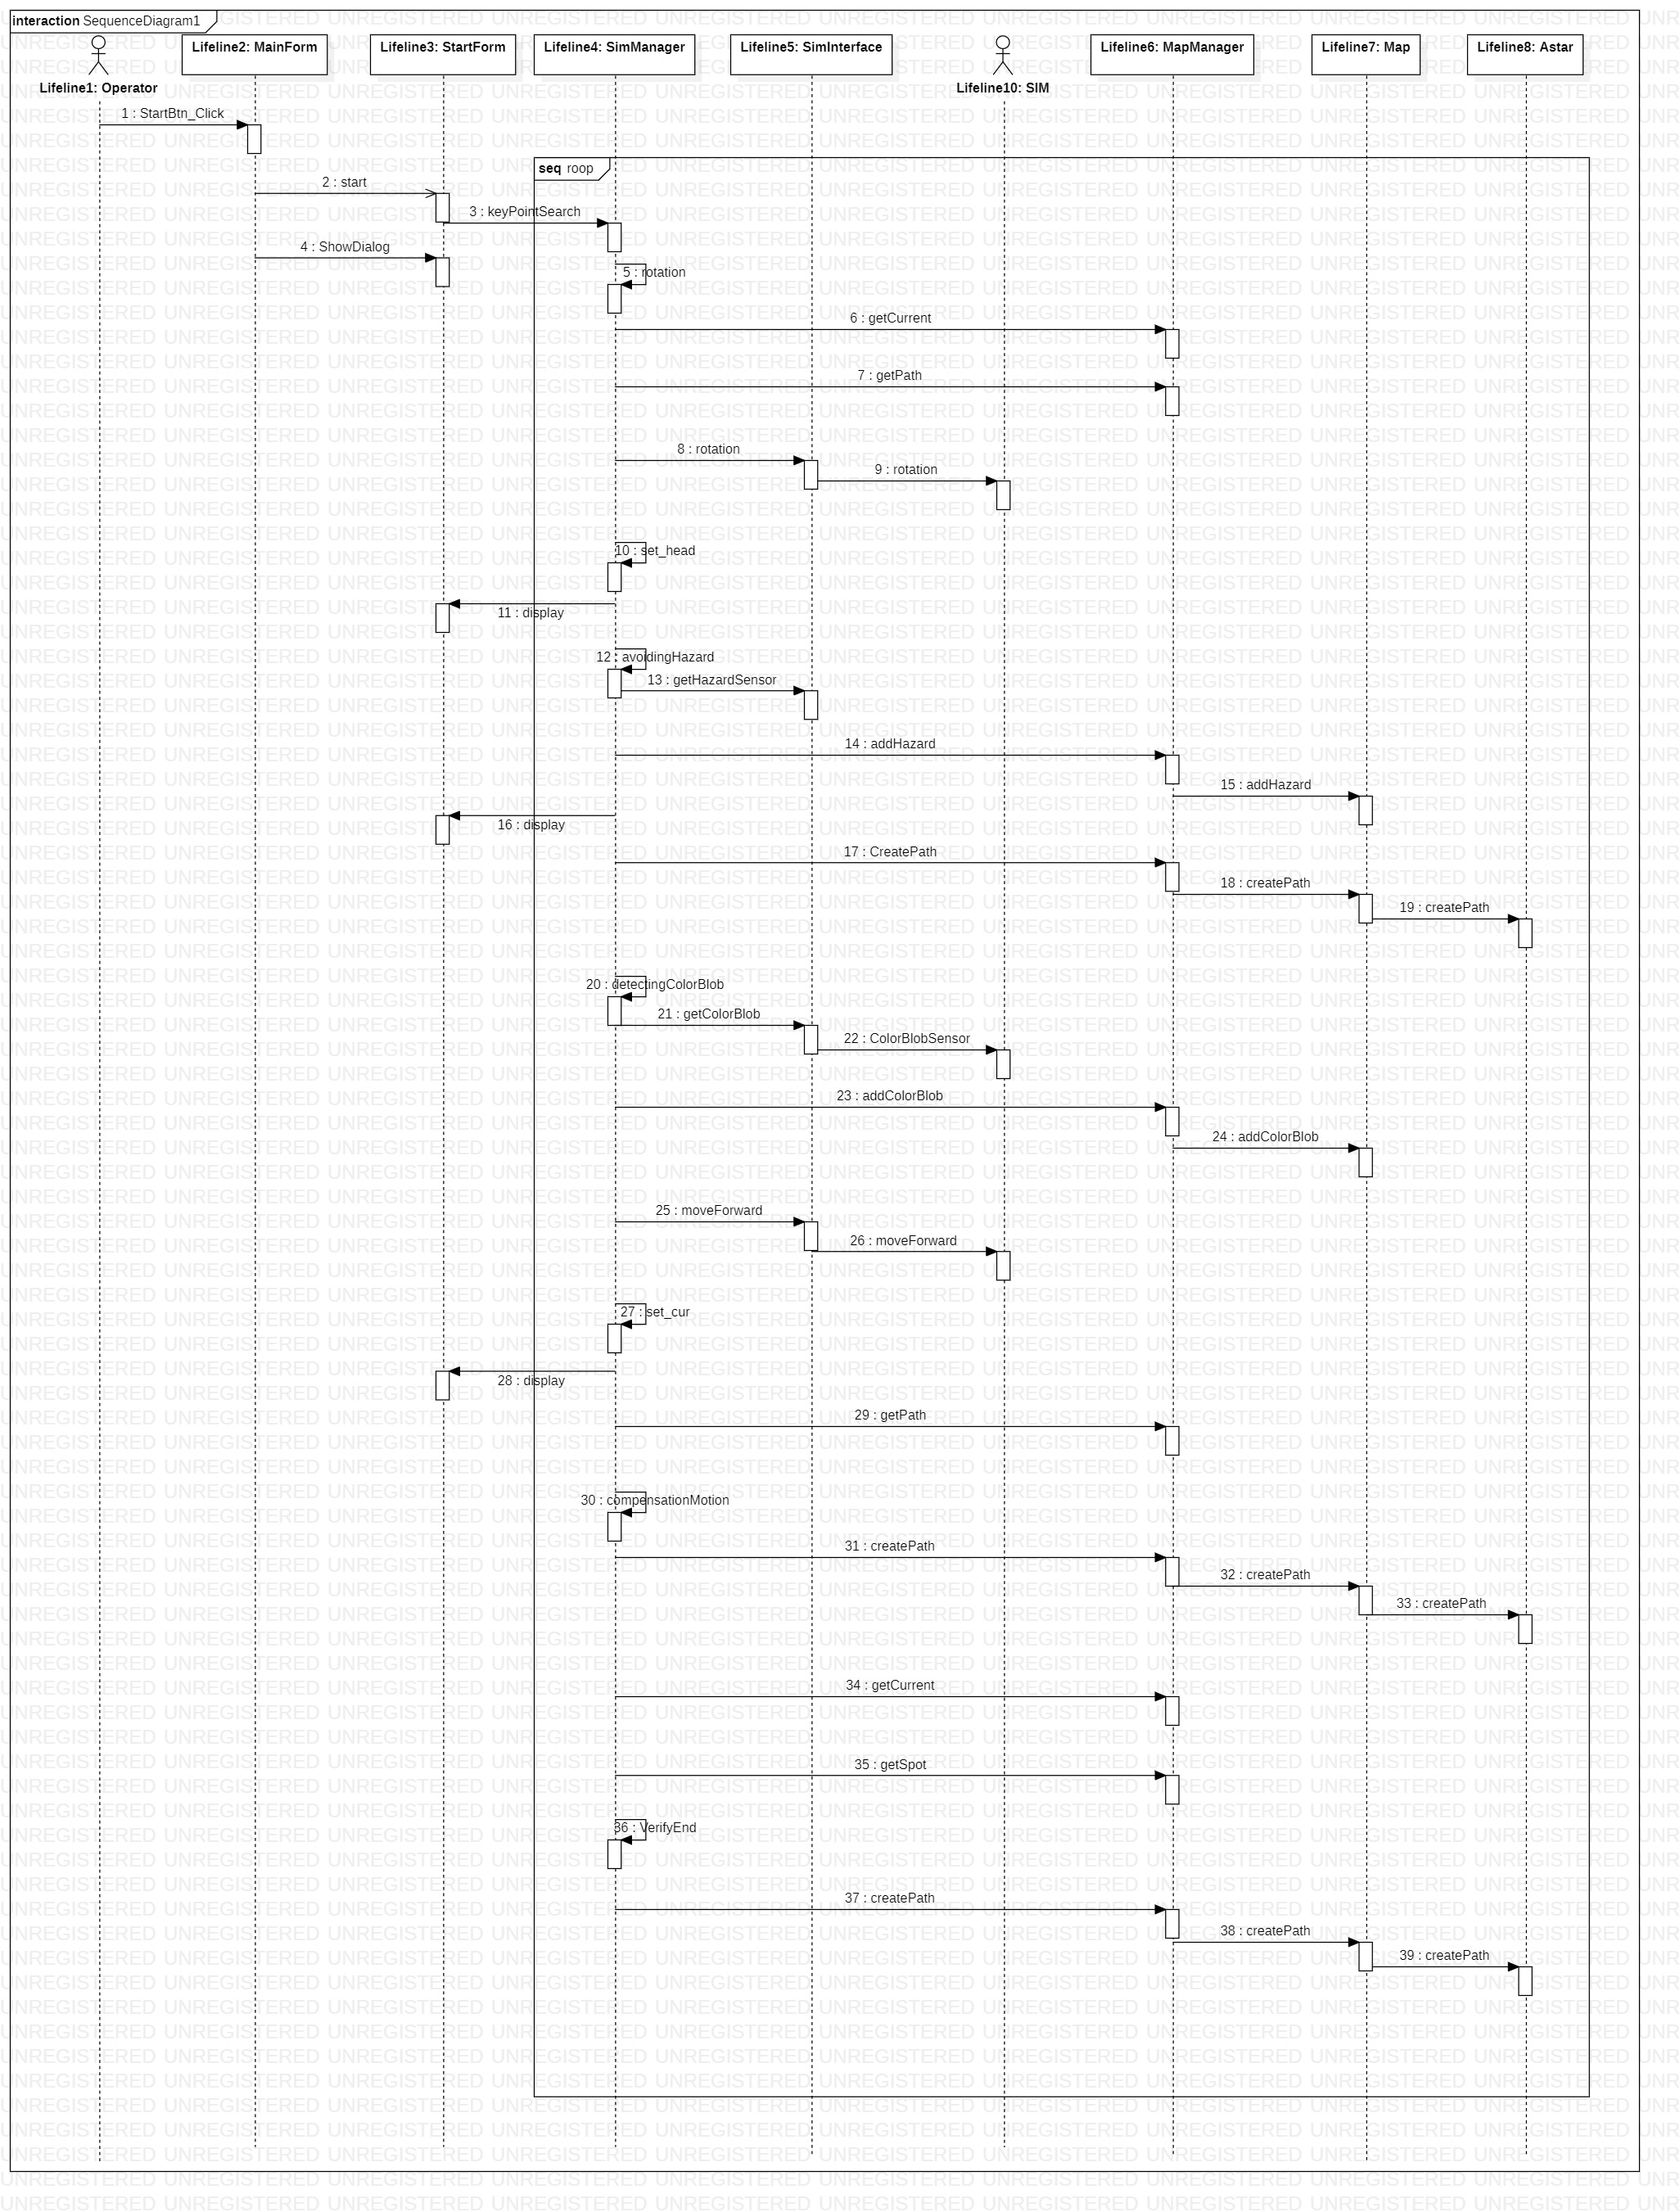 interaction SequenceDiagram1
Lifeline1: Operator
Lifeline2: MainForm
Lifeline3: StartForm
Lifeline4: SimManager
Lifeline5: SimInterface
Lifeline10: SIM
Lifeline6: MapManager
Lifeline7: Map
Lifeline8: Astar
1 : StartBtn_Click
seq roop
2 : start
3 : keyPointSearch
4 : ShowDialog
5 : rotation
6 : getCurrent
7 : getPath
8 : rotation
9 : rotation
10 : set_head
11 : display
12 : avoidingHazard
13 : getHazardSensor
14 : addHazard
15 : addHazard
16 : display
17 : CreatePath
18 : createPath
19 : createPath
20 : detectingColorBlob
21 : getColorBlob
22 : ColorBlobSensor
23 : addColorBlob
24 : addColorBlob
25 : moveForward
26 : moveForward
27 : set_cur
28 : display
29 : getPath
30 : compensationMotion
31 : createPath
32 : createPath
33 : createPath
34 : getCurrent
35 : getSpot
36 : VerifyEnd
37 : createPath
38 : createPath
39 : createPath
UNREGISTERED